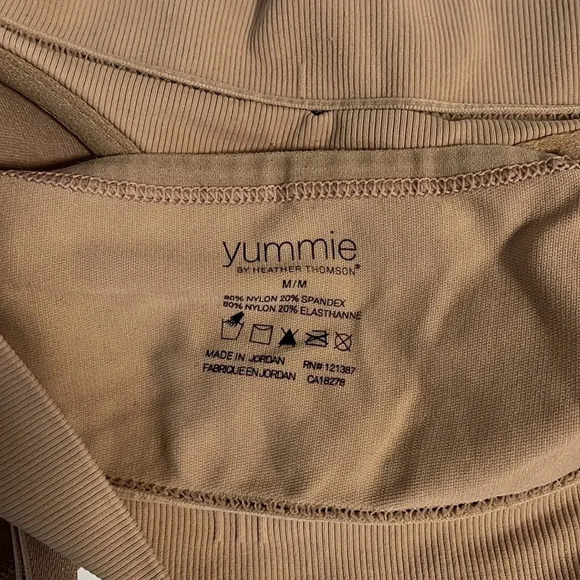 yummie
BY HEATHER THOMSON®
M/M
80% NYLON 20% SPANDEX
80% NYLON 20% ELASTHANNE
MADE IN JORDAN RN# 121387
FABRIQUE EN JORDAN CA18276